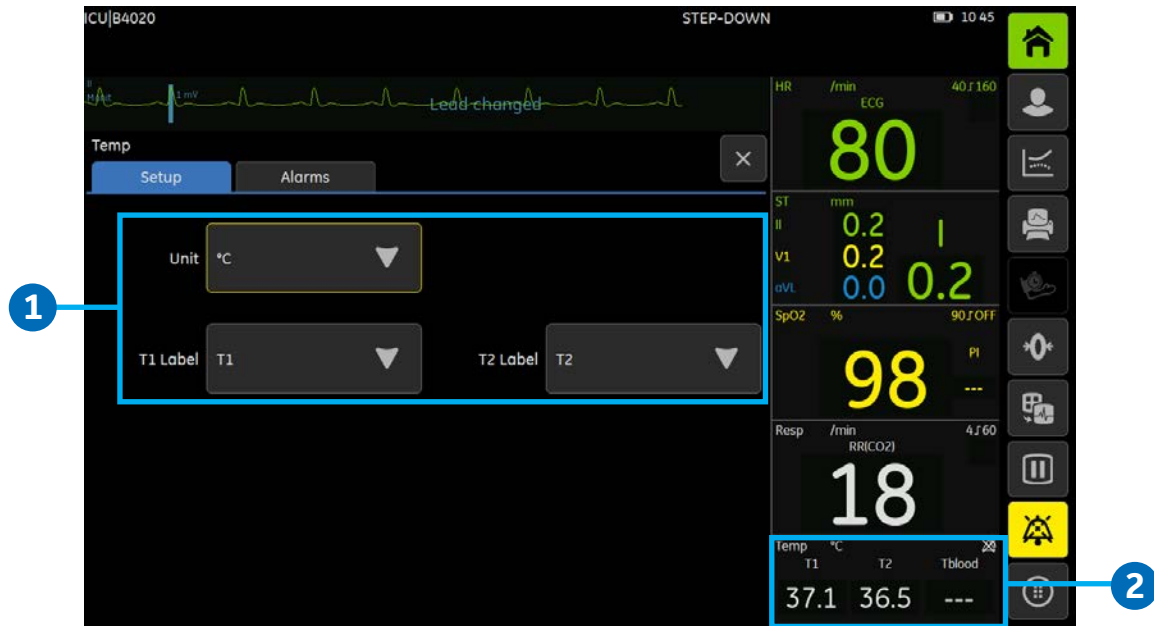 ICU|B4020 STEP-DOWN 10 45
II
Monit
1 mV
Lead changed
Temp
Setup Alarms
Unit °C
T1 Label T1 T2 Label T2
1
HR /min 40 160
ECG
80
ST mm
II 0.2
V1 0.2
aVL 0.0
I
0.2
SpO2 % 90 OFF
98
PI
---
Resp /min 4 60
RR(CO2)
18
Temp °C
T1 T2 Tblood
37.1 36.5 ---
2